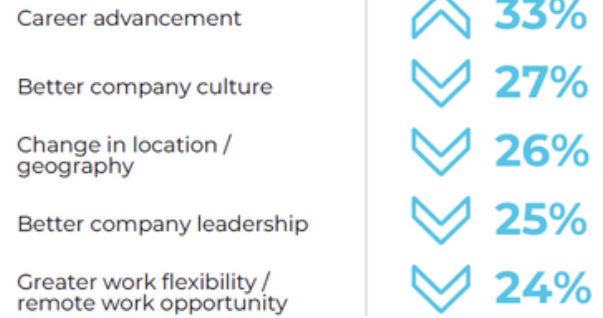 Career advancement 33%
Better company culture 27%
Change in location /
geography 26%
Better company leadership 25%
Greater work flexibility /
remote work opportunity 24%